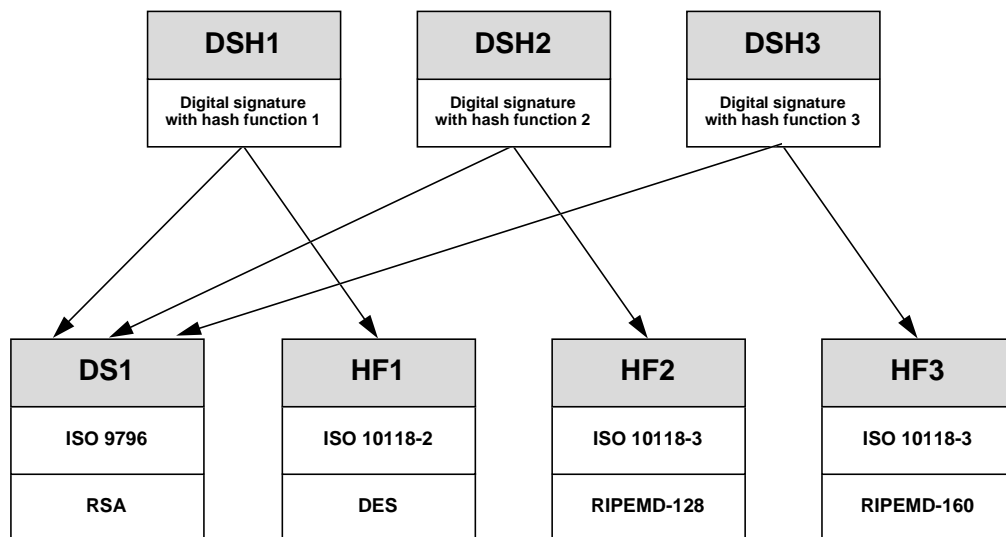 DSH1
Digital signature
with hash function 1
DSH2
Digital signature
with hash function 2
DSH3
Digital signature
with hash function 3
DS1
ISO 9796
RSA
HF1
ISO 10118-2
DES
HF2
ISO 10118-3
RIPEMD-128
HF3
ISO 10118-3
RIPEMD-160